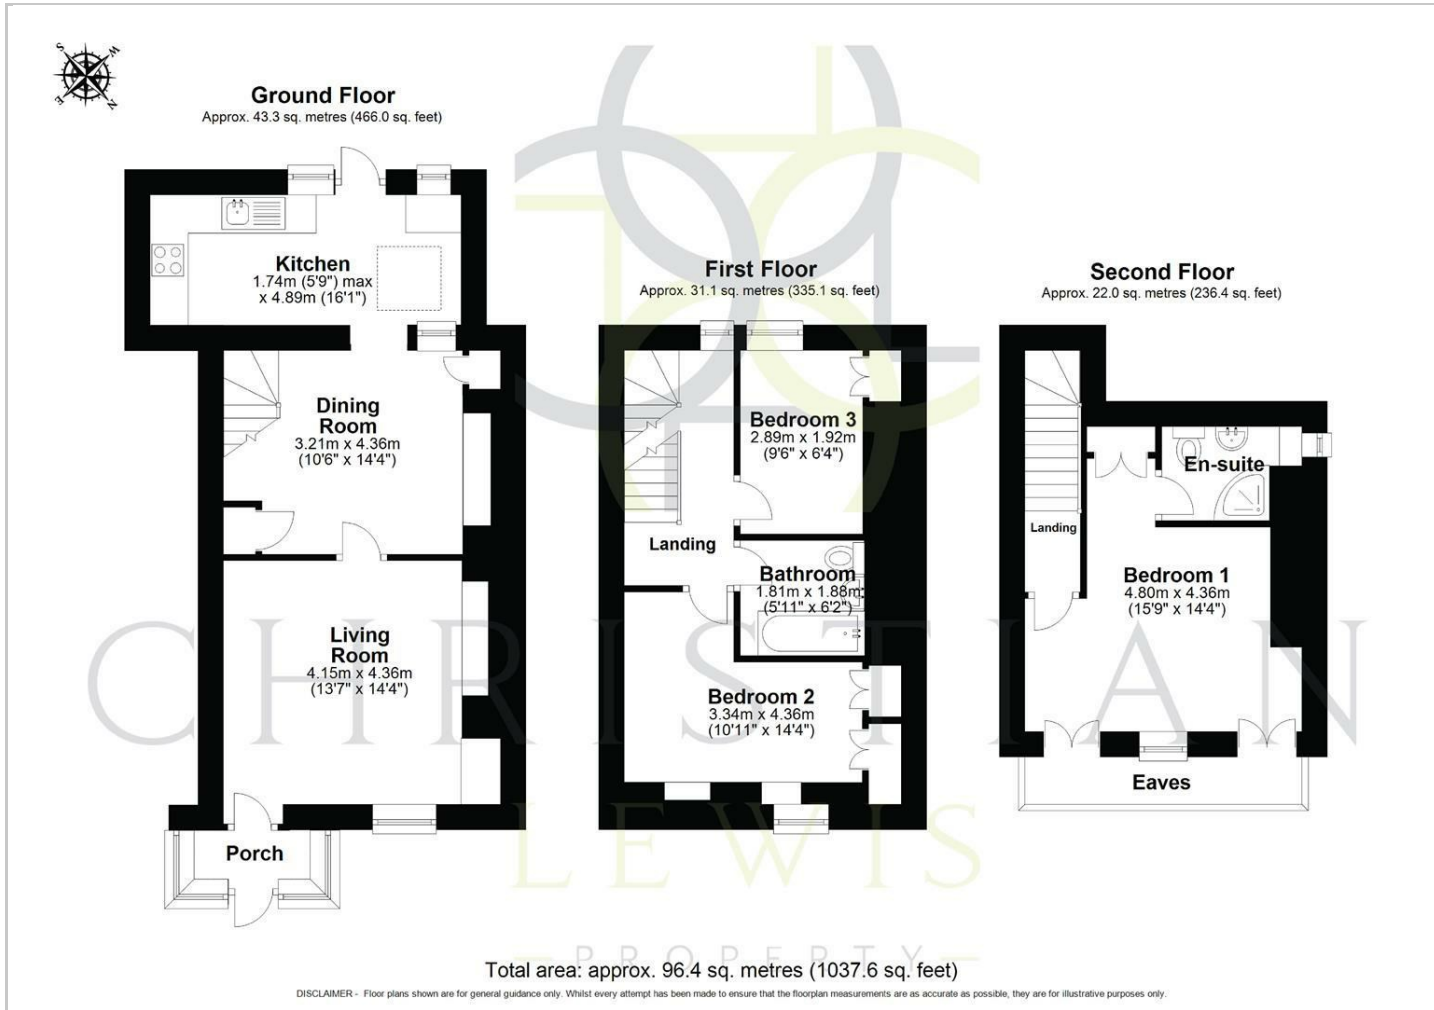 S
W
E
N
Ground Floor
Approx. 43.3 sq. metres (466.0 sq. feet)
Kitchen
1.74m (5'9") max
x 4.89m (16'1")
Dining
Room
3.21m x 4.36m
(10'6" x 14'4")
Living
Room
4.15m x 4.36m
(13'7" x 14'4")
Porch
First Floor
Approx. 31.1 sq. metres (335.1 sq. feet)
Bedroom 3
2.89m x 1.92m
(9'6" x 6'4")
Landing
Bathroom
1.81m x 1.88m
(5'11" x 6'2")
Bedroom 2
3.34m x 4.36m
(10'11" x 14'4")
Second Floor
Approx. 22.0 sq. metres (236.4 sq. feet)
En-suite
Landing
Bedroom 1
4.80m x 4.36m
(15'9" x 14'4")
Eaves
CHRISTIAN
LEWIS
PROPERTY
Total area: approx. 96.4 sq. metres (1037.6 sq. feet)
DISCLAIMER - Floor plans shown are for general guidance only. Whilst every attempt has been made to ensure that the floorplan measurements are as accurate as possible, they are for illustrative purposes only.